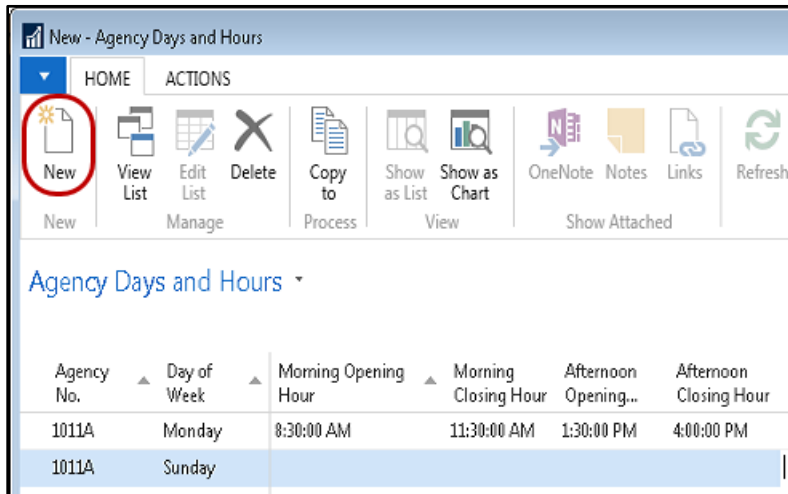 New - Agency Days and Hours
HOME ACTIONS
New View Edit Delete Copy Show Show as OneNote Notes Links Refresh
List List to as List Chart
New Manage Process View Show Attached
Agency Days and Hours
Agency Day of Morning Opening Morning Afternoon Afternoon
No. Week Hour Closing Hour Opening... Closing Hour
1011A Monday 8:30:00 AM 11:30:00 AM 1:30:00 PM 4:00:00 PM
1011A Sunday